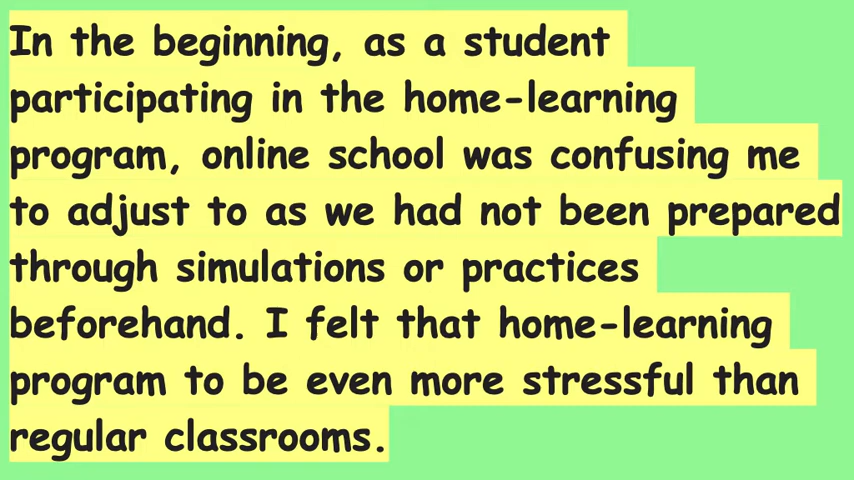 In the beginning, as a student
participating in the home-learning
program, online school was confusing me
to adjust to as we had not been prepared
through simulations or practices
beforehand. I felt that home-learning
program to be even more stressful than
regular classrooms.